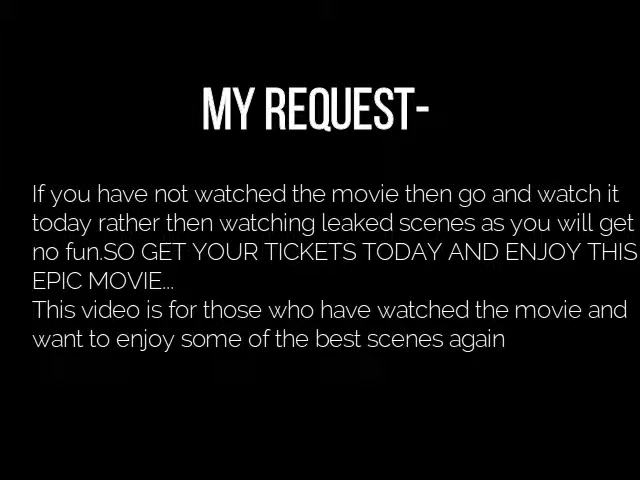 MY REQUEST-
If you have not watched the movie then go and watch it
today rather then watching leaked scenes as you will get
no fun.SO GET YOUR TICKETS TODAY AND ENJOY THIS
EPIC MOVIE...
This video is for those who have watched the movie and
want to enjoy some of the best scenes again